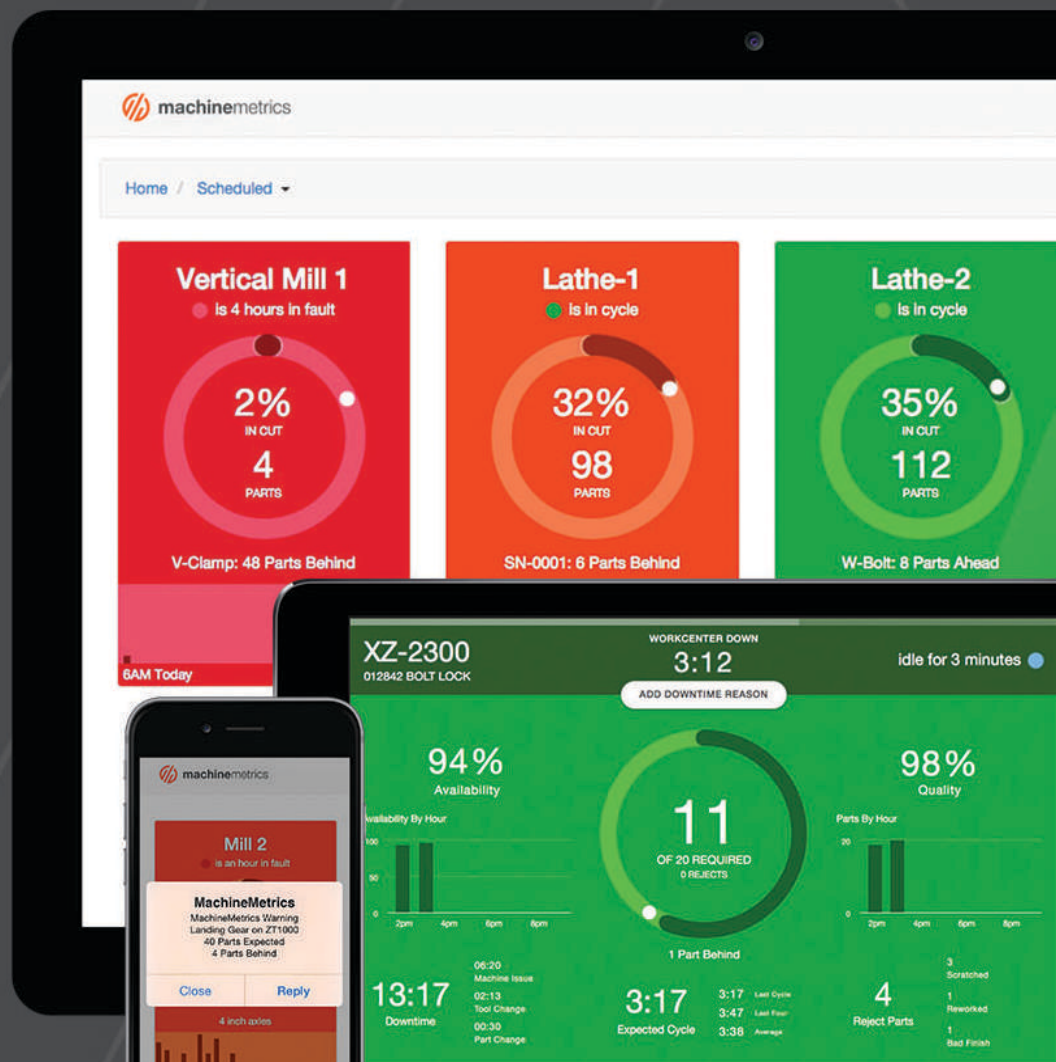 machinemetrics
Home / Scheduled
Vertical Mill 1
is 4 hours in fault
2%
IN CUT
4
PARTS
V-Clamp: 48 Parts Behind
6AM Today
Lathe-1
is in cycle
32%
IN CUT
98
PARTS
SN-0001: 6 Parts Behind
Lathe-2
is in cycle
35%
IN CUT
112
PARTS
W-Bolt: 8 Parts Ahead
XZ-2300
012842 BOLT LOCK
WORKCENTER DOWN
3:12
ADD DOWNTIME REASON
idle for 3 minutes
94%
Availability
Availability By Hour
100
50
0
2pm 4pm 6pm 8pm
11
OF 20 REQUIRED
0 REJECTS
1 Part Behind
98%
Quality
Parts By Hour
20
0
2pm 4pm 6pm 8pm
13:17
Downtime
06:20
Machine Issue
02:13
Tool Change
00:30
Part Change
3:17
Expected Cycle
3:17 Last Cycle
3:47 Last Four
3:38 Average
4
Reject Parts
3
Scratched
1
Reworked
1
Bad Finish
machinemetrics
Mill 2
is an hour in fault
MachineMetrics
MachineMetrics Warning
Landing Gear on ZT1000
40 Parts Expected
4 Parts Behind
Close Reply
4 inch axles